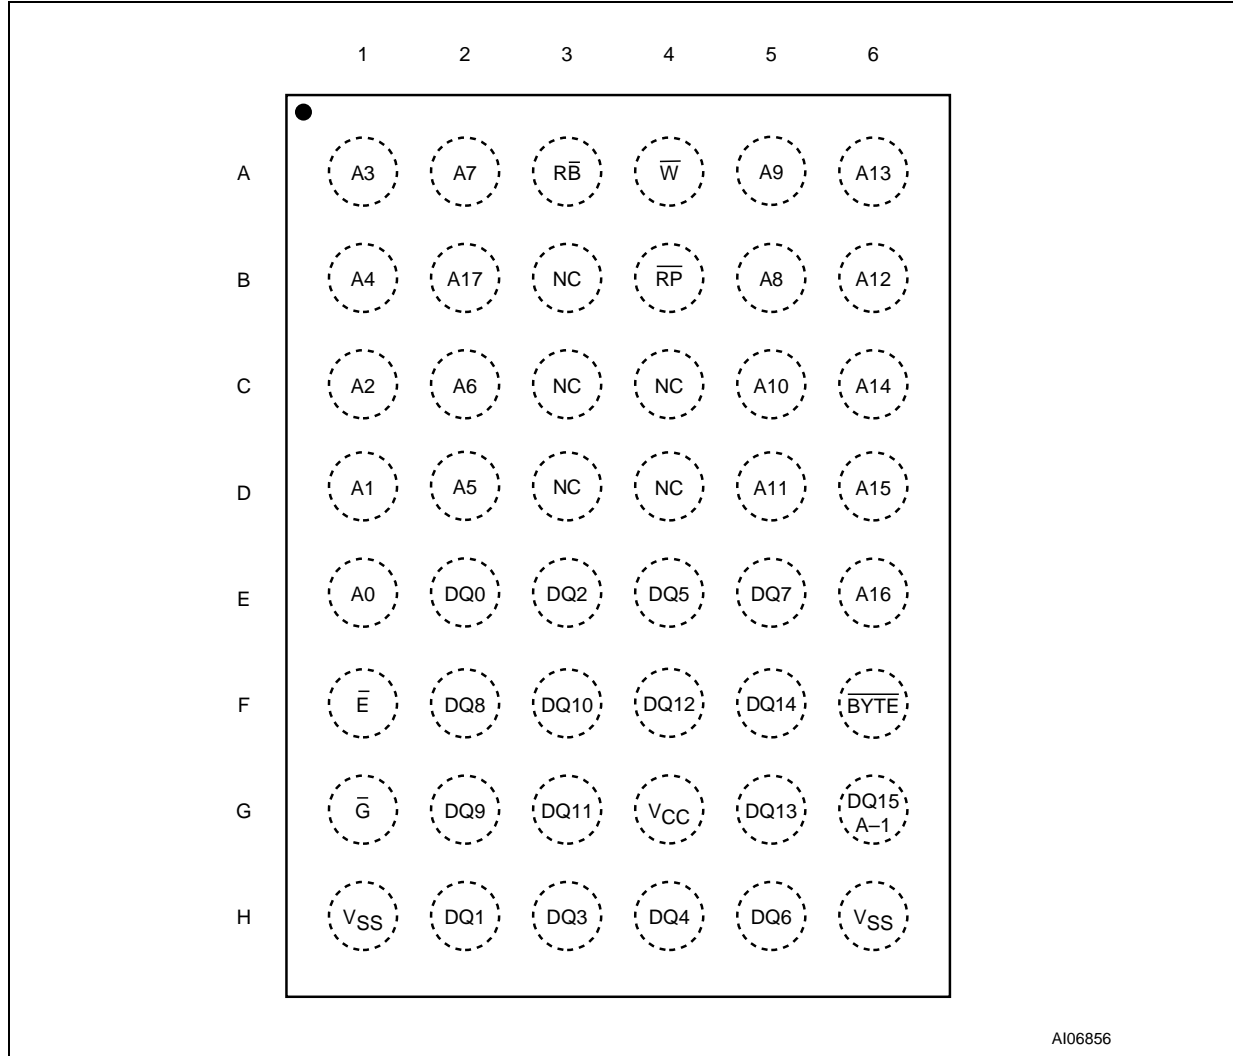 1 2 3 4 5 6
A A3 A7 RB̅ W̅ A9 A13
B A4 A17 NC R̅P̅ A8 A12
C A2 A6 NC NC A10 A14
D A1 A5 NC NC A11 A15
E A0 DQ0 DQ2 DQ5 DQ7 A16
F E̅ DQ8 DQ10 DQ12 DQ14 B̅Y̅T̅E̅
G G̅ DQ9 DQ11 VCC DQ13 DQ15
A–1
H VSS DQ1 DQ3 DQ4 DQ6 VSS
AI06856